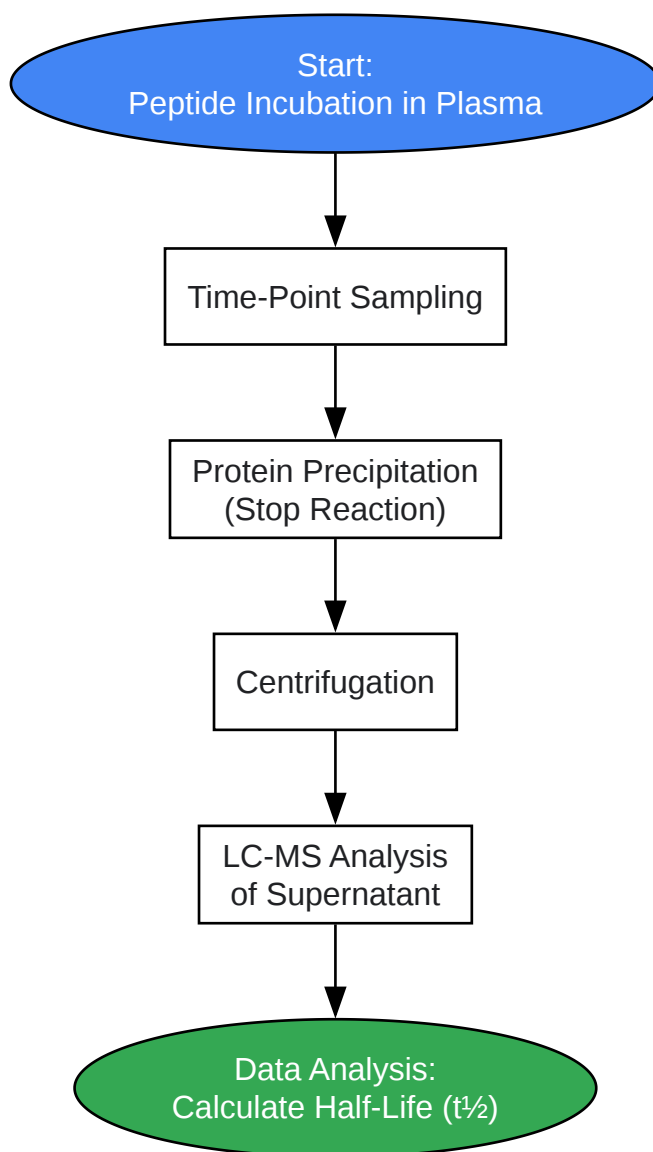 Start:
Peptide Incubation in Plasma
Time-Point Sampling
Protein Precipitation
(Stop Reaction)
Centrifugation
LC-MS Analysis
of Supernatant
Data Analysis:
Calculate Half-Life (t½)